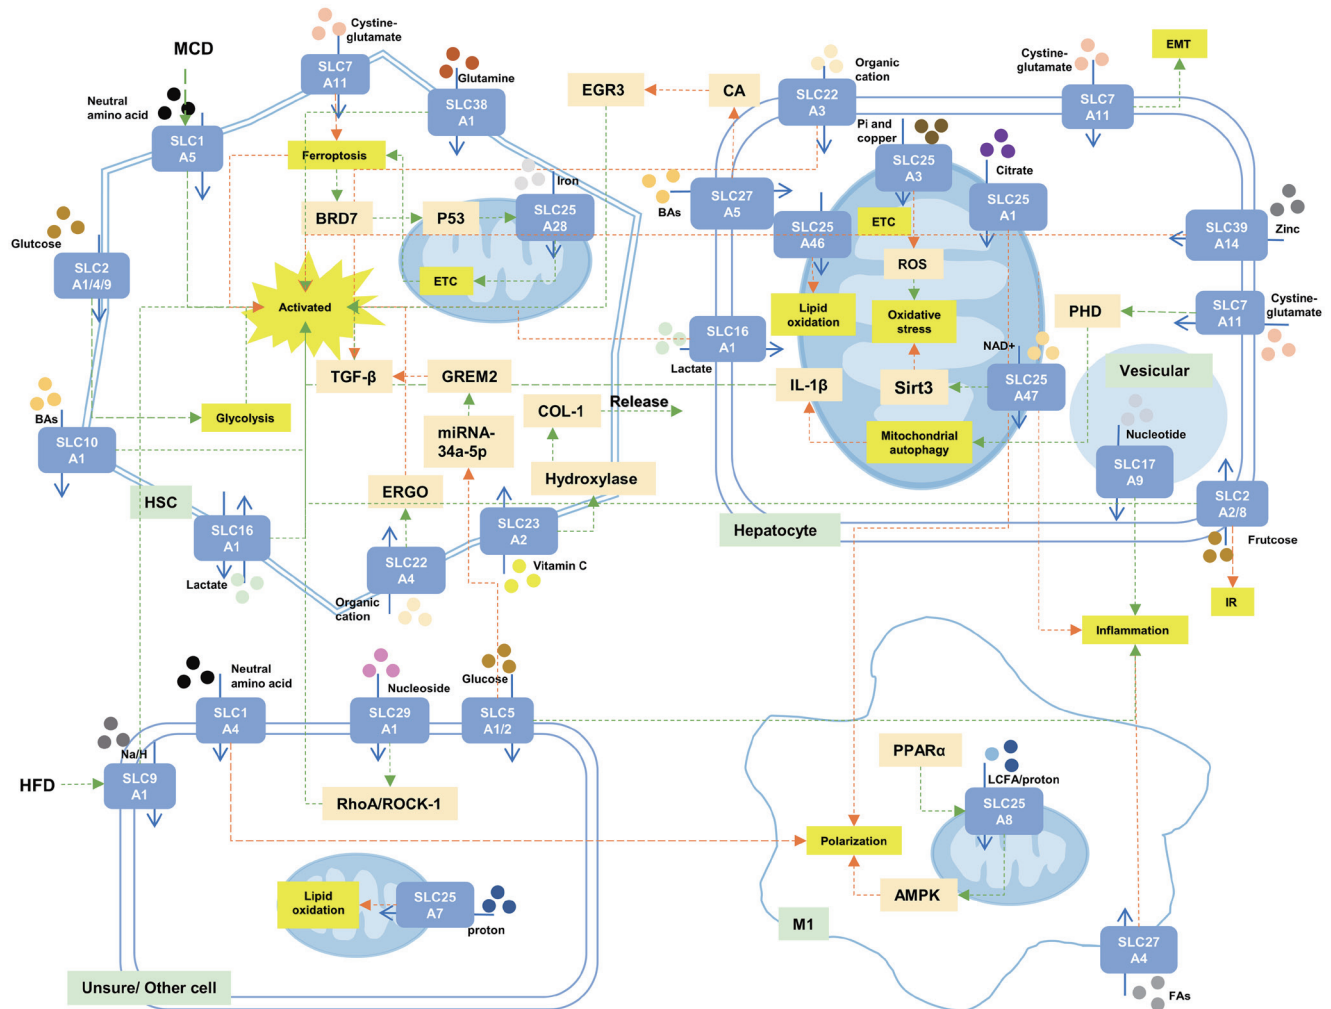 MCD
Neutral
amino acid
SLC1
A5
Cystine-
glutamate
SLC7
A11
Glutamine
SLC38
A1
Ferroptosis
BRD7
P53
Iron
SLC25
A28
ETC
Glutcose
SLC2
A1/4/9
Activated
TGF-β
GREM2
miRNA-
34a-5p
COL-1
Release
Hydroxylase
BAs
SLC10
A1
Glycolysis
HSC
SLC16
A1
Lactate
ERGO
SLC22
A4
Organic
cation
SLC23
A2
Vitamin C
EGR3
CA
Organic
cation
SLC22
A3
Pi and
copper
SLC25
A3
Citrate
SLC25
A1
Cystine-
glutamate
SLC7
A11
EMT
BAs
SLC27
A5
SLC25
A46
ETC
ROS
Lipid
oxidation
Oxidative
stress
SLC39
A14
Zinc
PHD
SLC7
A11
Cystine-
glutamate
Lactate
SLC16
A1
IL-1β
Sirt3
NAD+
SLC25
A47
Mitochondrial
autophagy
Vesicular
Nucleotide
SLC17
A9
Hepatocyte
SLC2
A2/8
Frutcose
IR
Inflammation
HFD
Na/H
SLC9
A1
Neutral
amino acid
SLC1
A4
Nucleoside
SLC29
A1
Glucose
SLC5
A1/2
RhoA/ROCK-1
Lipid
oxidation
SLC25
A7
proton
Unsure/ Other cell
PPARα
LCFA/proton
SLC25
A8
Polarization
AMPK
M1
SLC27
A4
FAs